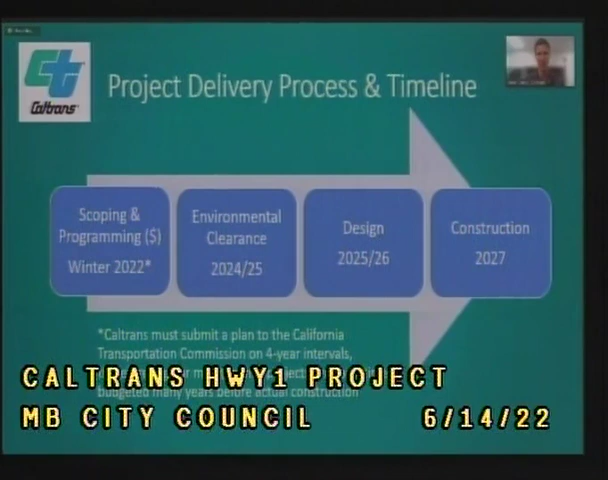 Caltrans
Project Delivery Process & Timeline
Scoping &
Programming ($)
Winter 2022*
Environmental
Clearance
2024/25
Design
2025/26
Construction
2027
*Caltrans must submit a plan to the California
Transportation Commission on 4-year intervals,
budgeted many years before actual construction
CALTRANS HWY1 PROJECT
MB CITY COUNCIL 6/14/22